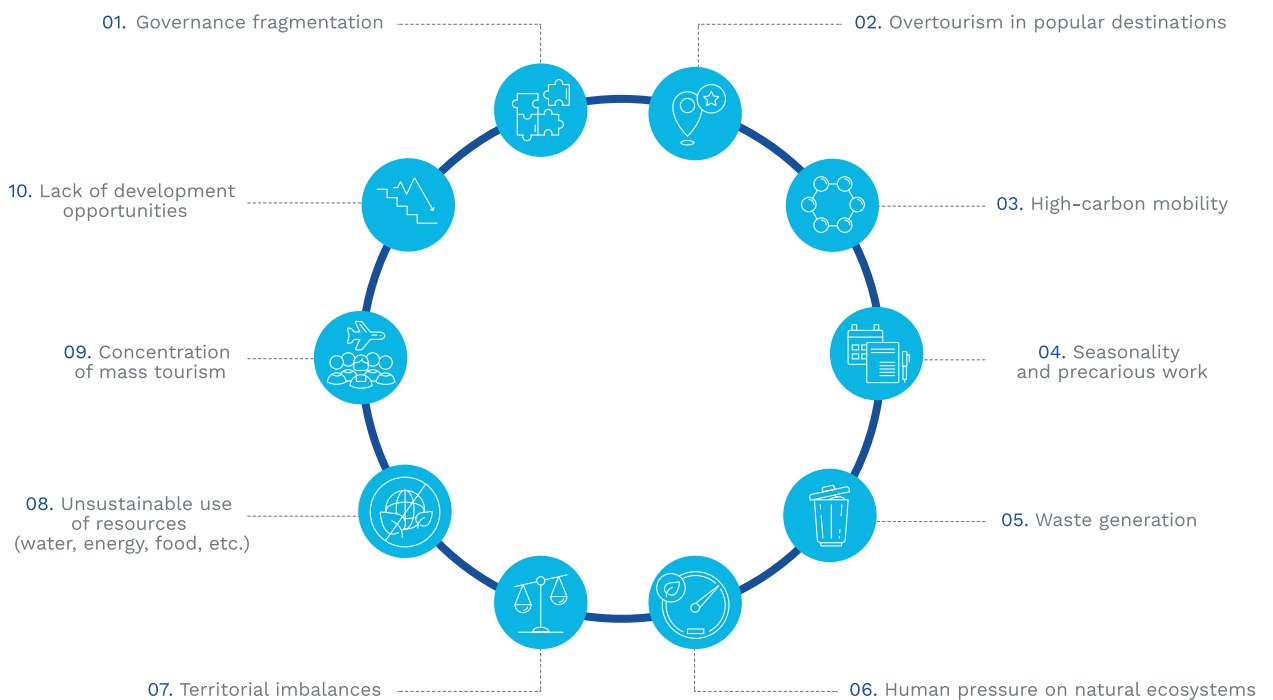 01. Governance fragmentation
02. Overtourism in popular destinations
03. High-carbon mobility
04. Seasonality
and precarious work
05. Waste generation
06. Human pressure on natural ecosystems
07. Territorial imbalances
08. Unsustainable use
of resources
(water, energy, food, etc.)
09. Concentration
of mass tourism
10. Lack of development
opportunities